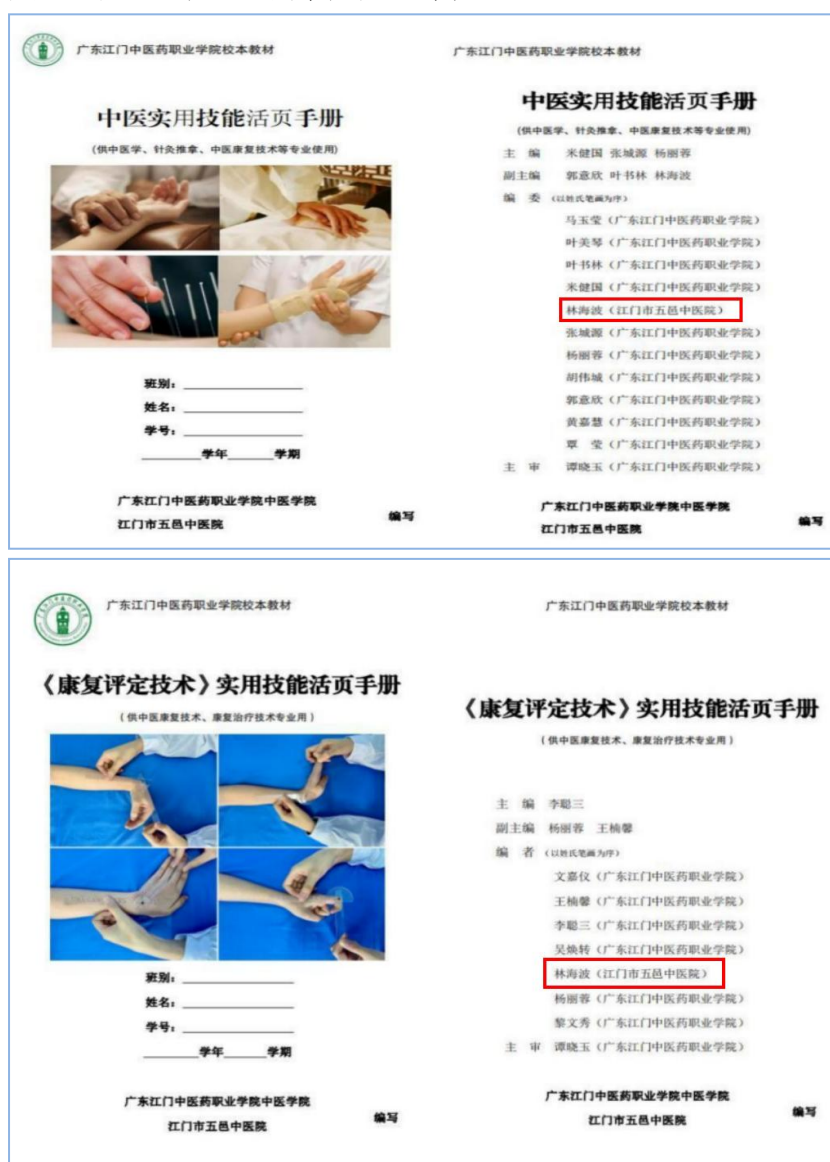 广东江门中医药职业学院校本教材
中医实用技能活页手册
(供中医学、针灸推拿、中医康复技术等专业使用)
班别：
姓名：
学号：
学年 学期
广东江门中医药职业学院中医学院
江门市五邑中医院
编写
广东江门中医药职业学院校本教材
中医实用技能活页手册
(供中医学、针灸推拿、中医康复技术等专业使用)
主 编 米健国 张城源 杨丽蓉
副主编 郭意欣 叶书林 林海波
编 委 (以姓氏笔画为序)
马玉莹（广东江门中医药职业学院）
叶美琴（广东江门中医药职业学院）
叶书林（广东江门中医药职业学院）
米健国（广东江门中医药职业学院）
林海波（江门市五邑中医院）
张城源（广东江门中医药职业学院）
杨丽蓉（广东江门中医药职业学院）
胡伟城（广东江门中医药职业学院）
郭意欣（广东江门中医药职业学院）
黄嘉慧（广东江门中医药职业学院）
覃 莹（广东江门中医药职业学院）
主 审 谭晓玉（广东江门中医药职业学院）
广东江门中医药职业学院中医学院
江门市五邑中医院
编写
广东江门中医药职业学院校本教材
《康复评定技术》实用技能活页手册
（供中医康复技术、康复治疗技术专业用）
班别：
姓名：
学号：
学年 学期
广东江门中医药职业学院中医学院
江门市五邑中医院
编写
广东江门中医药职业学院校本教材
《康复评定技术》实用技能活页手册
（供中医康复技术、康复治疗技术专业用）
主 编 李聪三
副主编 杨丽蓉 王楠馨
编 者 (以姓氏笔画为序)
文嘉仪（广东江门中医药职业学院）
王楠馨（广东江门中医药职业学院）
李聪三（广东江门中医药职业学院）
吴焕转（广东江门中医药职业学院）
林海波（江门市五邑中医院）
杨丽蓉（广东江门中医药职业学院）
黎文秀（广东江门中医药职业学院）
主 审 谭晓玉（广东江门中医药职业学院）
广东江门中医药职业学院中医学院
江门市五邑中医院
编写